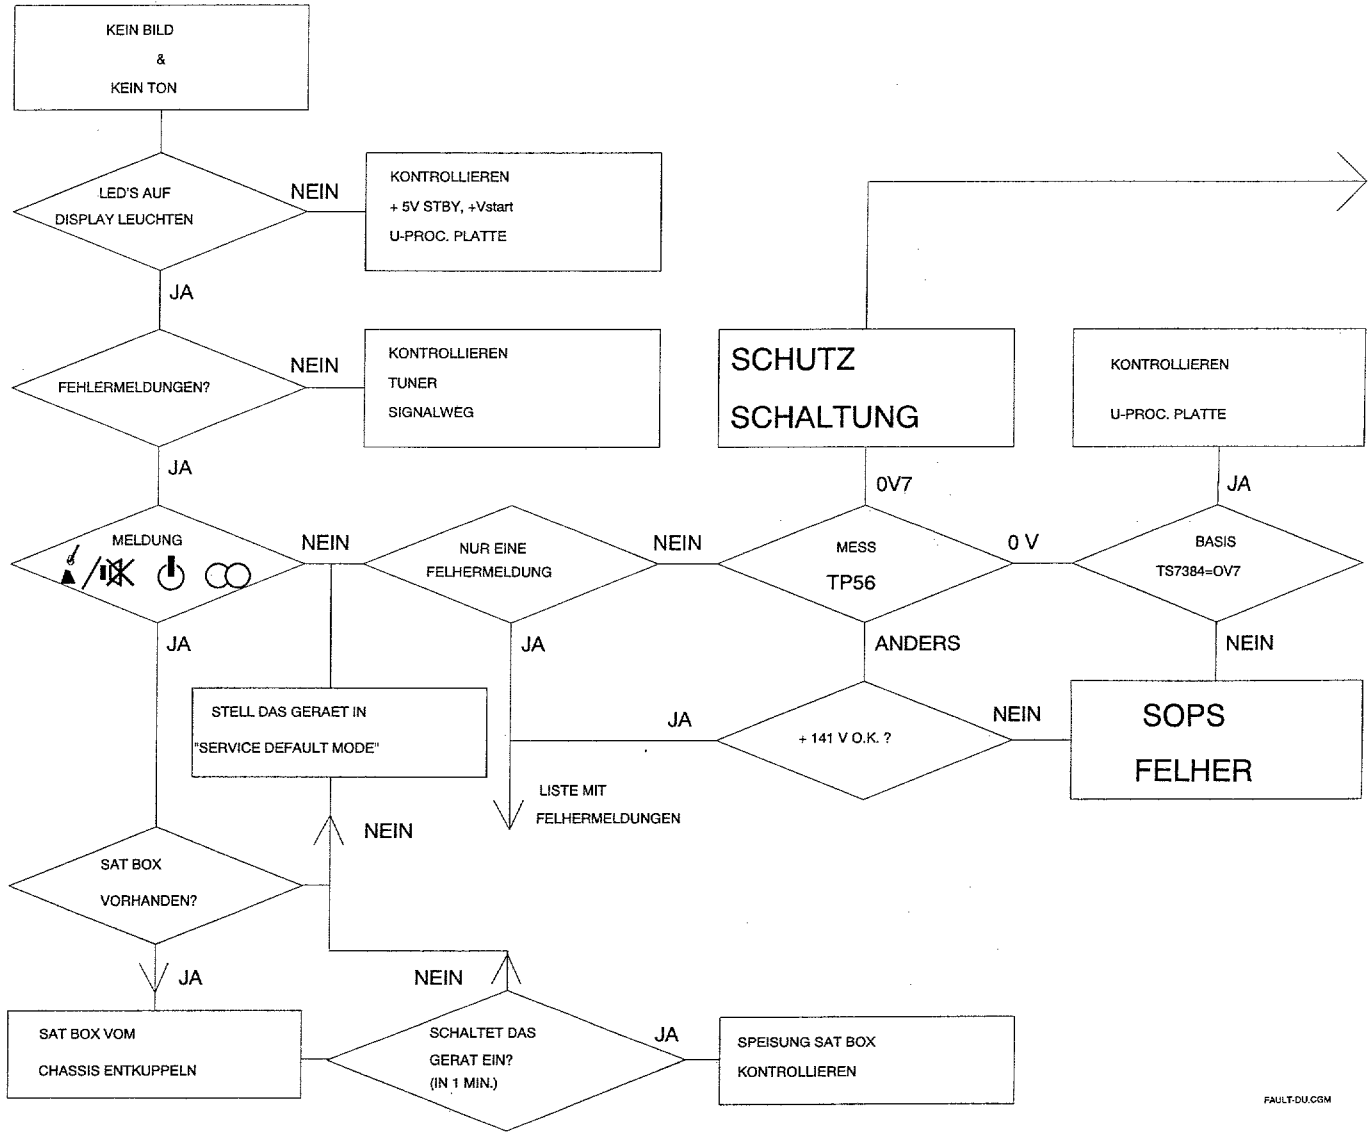 KEIN BILD
&
KEIN TON
LED'S AUF
DISPLAY LEUCHTEN
NEIN
KONTROLLIEREN
+ 5V STBY, +Vstart
U-PROC. PLATTE
JA
FEHLERMELDUNGEN?
NEIN
KONTROLLIEREN
TUNER
SIGNALWEG
SCHUTZ
SCHALTUNG
KONTROLLIEREN
U-PROC. PLATTE
JA
0V7
JA
MELDUNG
NEIN
NUR EINE
FELHERMELDUNG
NEIN
MESS
TP56
0 V
BASIS
TS7384=OV7
JA
JA
ANDERS
NEIN
STELL DAS GERAET IN
"SERVICE DEFAULT MODE"
JA
+ 141 V O.K. ?
NEIN
SOPS
FELHER
LISTE MIT
FELHERMELDUNGEN
NEIN
SAT BOX
VORHANDEN?
JA
NEIN
SAT BOX VOM
CHASSIS ENTKUPPELN
SCHALTET DAS
GERAT EIN?
(IN 1 MIN.)
JA
SPEISUNG SAT BOX
KONTROLLIEREN
FAULT-DU.CGM